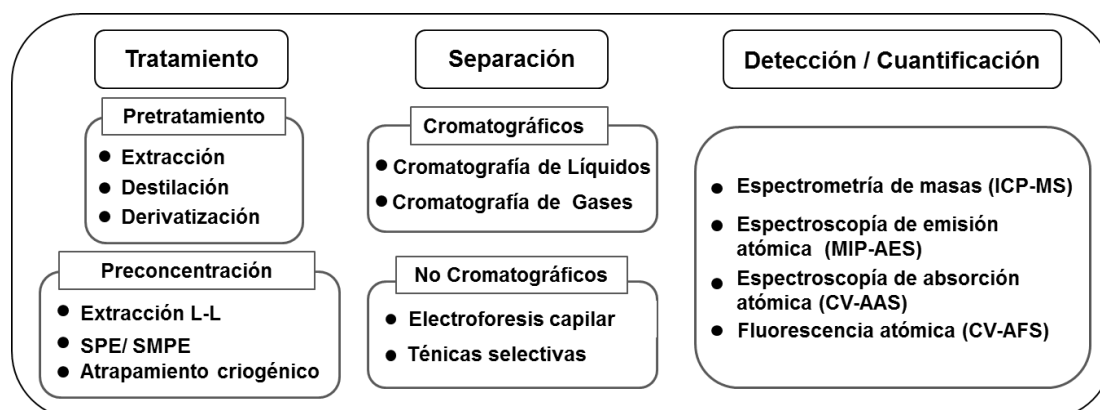 Tratamiento
Pretratamiento
● Extracción
● Destilación
● Derivatización
Preconcentración
● Extracción L-L
● SPE/ SMPE
● Atrapamiento criogénico
Separación
Cromatográficos
● Cromatografía de Líquidos
● Cromatografía de Gases
No Cromatográficos
● Electroforesis capilar
● Ténicas selectivas
Detección / Cuantificación
● Espectrometría de masas (ICP-MS)
● Espectroscopía de emisión
atómica (MIP-AES)
● Espectroscopía de absorción
atómica (CV-AAS)
● Fluorescencia atómica (CV-AFS)